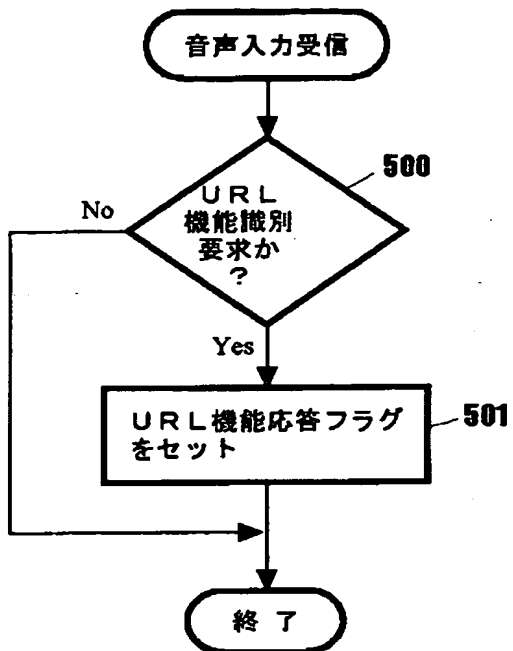 音声入力受信
500
URL
機能識別
要求か
?
No
Yes
URL機能応答フラグ
をセット
501
終了